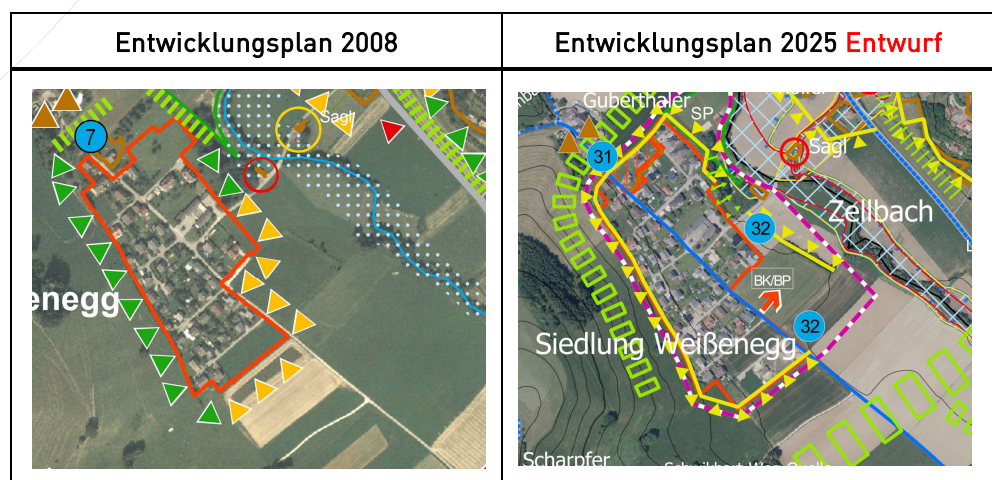 Entwicklungsplan 2008
Entwicklungsplan 2025 Entwurf
7
Sagl
enegg
Guberthaler
SP
31
Sagl
Zellbach
32
BK/BP
32
Siedlung Weißenegg
Scharpfer